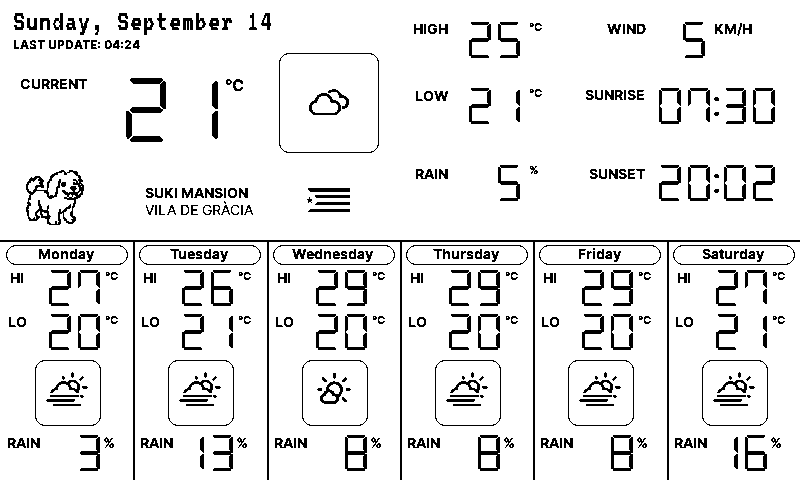 Sunday, September 14
LAST UPDATE: 04:24
CURRENT 21 °C
SUKI MANSION
VILA DE GRÀCIA
HIGH 25 °C
LOW 21 °C
RAIN 5 %
WIND 5 KM/H
SUNRISE 07:30
SUNSET 20:02
Monday
HI 27 °C
LO 20 °C
RAIN 3 %
Tuesday
HI 26 °C
LO 21 °C
RAIN 13 %
Wednesday
HI 29 °C
LO 20 °C
RAIN 8 %
Thursday
HI 29 °C
LO 20 °C
RAIN 8 %
Friday
HI 29 °C
LO 20 °C
RAIN 8 %
Saturday
HI 27 °C
LO 21 °C
RAIN 16 %